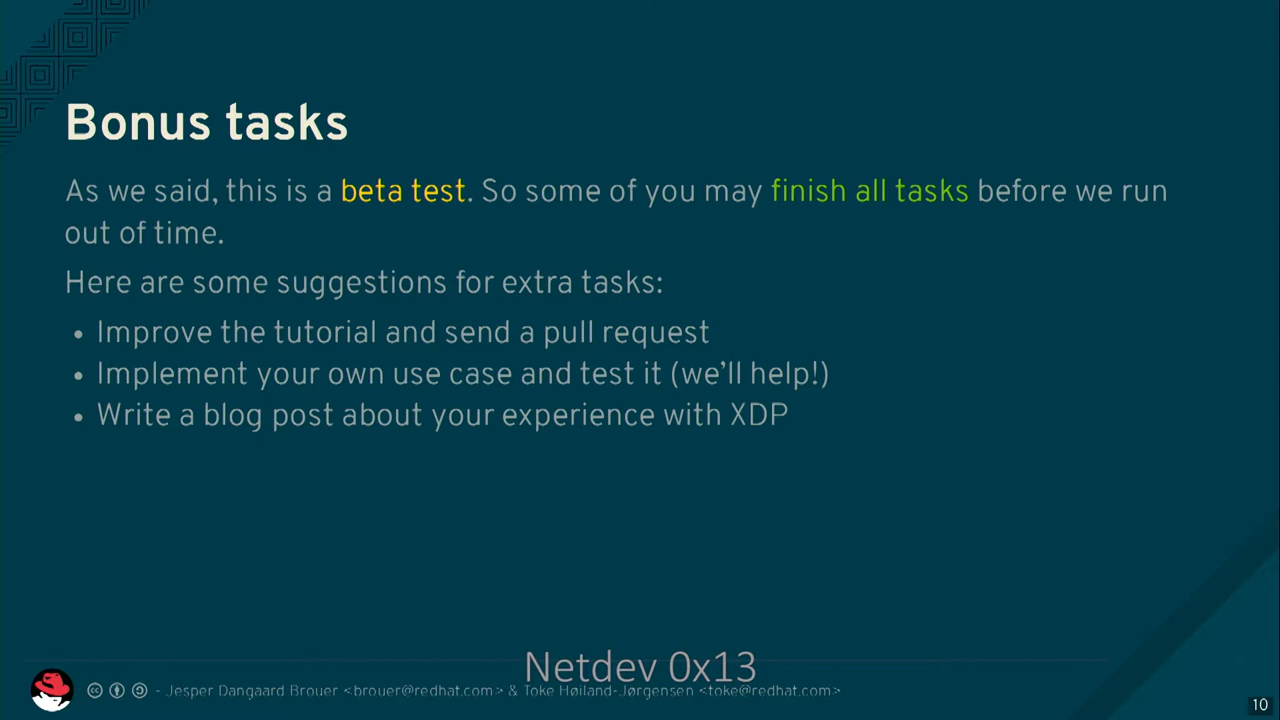 Bonus tasks
As we said, this is a beta test. So some of you may finish all tasks before we run
out of time.
Here are some suggestions for extra tasks:
• Improve the tutorial and send a pull request
• Implement your own use case and test it (we’ll help!)
• Write a blog post about your experience with XDP
Netdev 0x13
- Jesper Dangaard Brouer <brouer@redhat.com> & Toke Høiland-Jørgensen <toke@redhat.com>
10